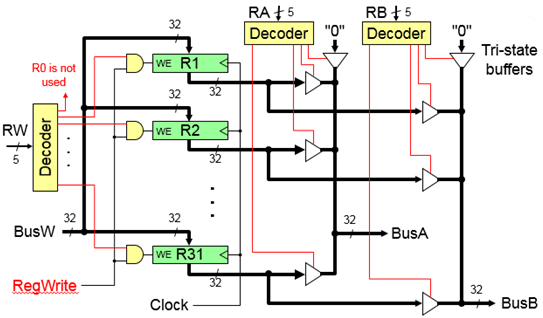 RA 5 RB 5
32 "0" "0"
Decoder Decoder
WE R1
Tri-state
buffers
R0 is not
used
32
32
RW
5
Decoder
WE R2
32
BusW 32
32
32 BusA
WE R31
RegWrite
32
Clock
32 BusB